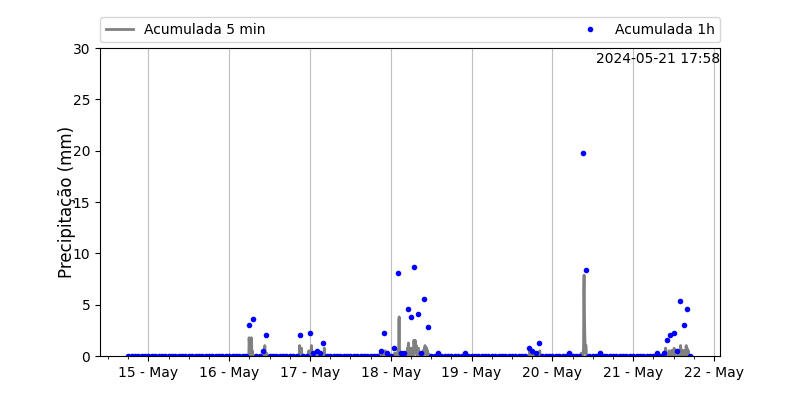 Acumulada 5 min
Acumulada 1h
2024-05-21 17:58
Precipitação (mm)
30
25
20
15
10
5
0
15 - May
16 - May
17 - May
18 - May
19 - May
20 - May
21 - May
22 - May